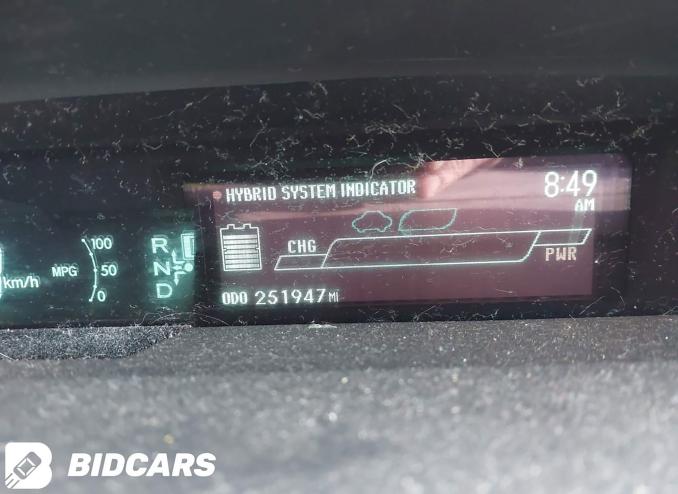 HYBRID SYSTEM INDICATOR 8:49 AM
CHG PWR
ODO 251947 MI
km/h MPG 100 50 0
R
N
D
BIDCARS